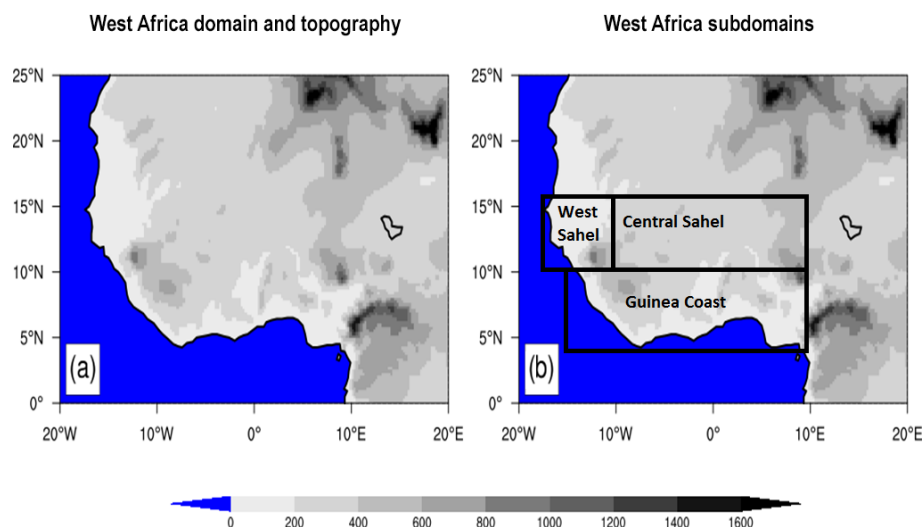 West Africa domain and topography
West Africa subdomains
25°N
20°N
15°N
10°N
5°N
0°
(a)
20°W
10°W
0°
10°E
20°E
25°N
20°N
15°N
10°N
5°N
0°
West
Sahel
Central Sahel
Guinea Coast
(b)
20°W
10°W
0°
10°E
20°E
0 200 400 600 800 1000 1200 1400 1600